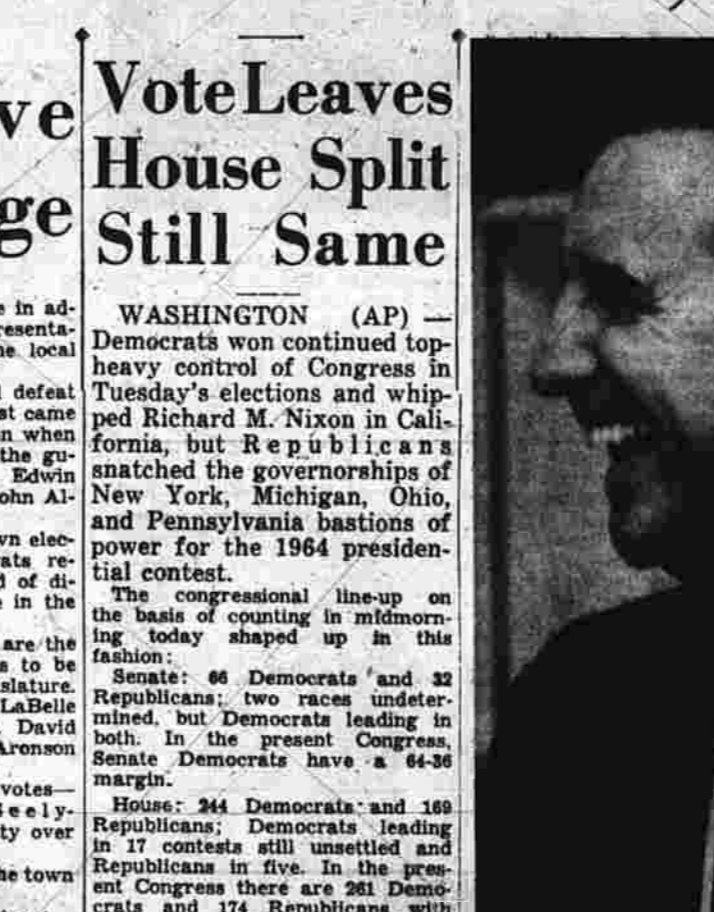 ve
ge
e in ad-
resenta-
he local
defeat
st came
n when
the gu-
Edwin
ohn Al-
vn elec-
ats re-
d of di-
e in the
are the
s to be
slature.
LaBelle
David
Aronson
votes—
Seely-
ty over
he town
Vote Leaves
House Split
Still Same
WASHINGTON (AP) —
Democrats won continued top-
heavy control of Congress in
Tuesday's elections and whip-
ped Richard M. Nixon in Cali-
fornia, but Republicans
snatched the governorships of
New York, Michigan, Ohio,
and Pennsylvania bastions of
power for the 1964 presiden-
tial contest.
The congressional line-up on
the basis of counting in midmorn-
ing today shaped up in this
fashion:
Senate: 66 Democrats and 32
Republicans; two races undeter-
mined, but Democrats leading in
both. In the present Congress,
Senate Democrats have a 64-36
margin.
House: 244 Democrats and 169
Republicans; Democrats leading
in 17 contests still unsettled and
Republicans in five. In the pres-
ent Congress there are 261 Demo-
crats and 174 Republicans with